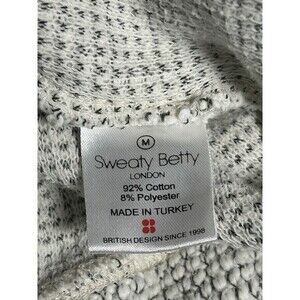 M
Sweaty Betty
LONDON
92% Cotton
8% Polyester
MADE IN TURKEY
BRITISH DESIGN SINCE 1998